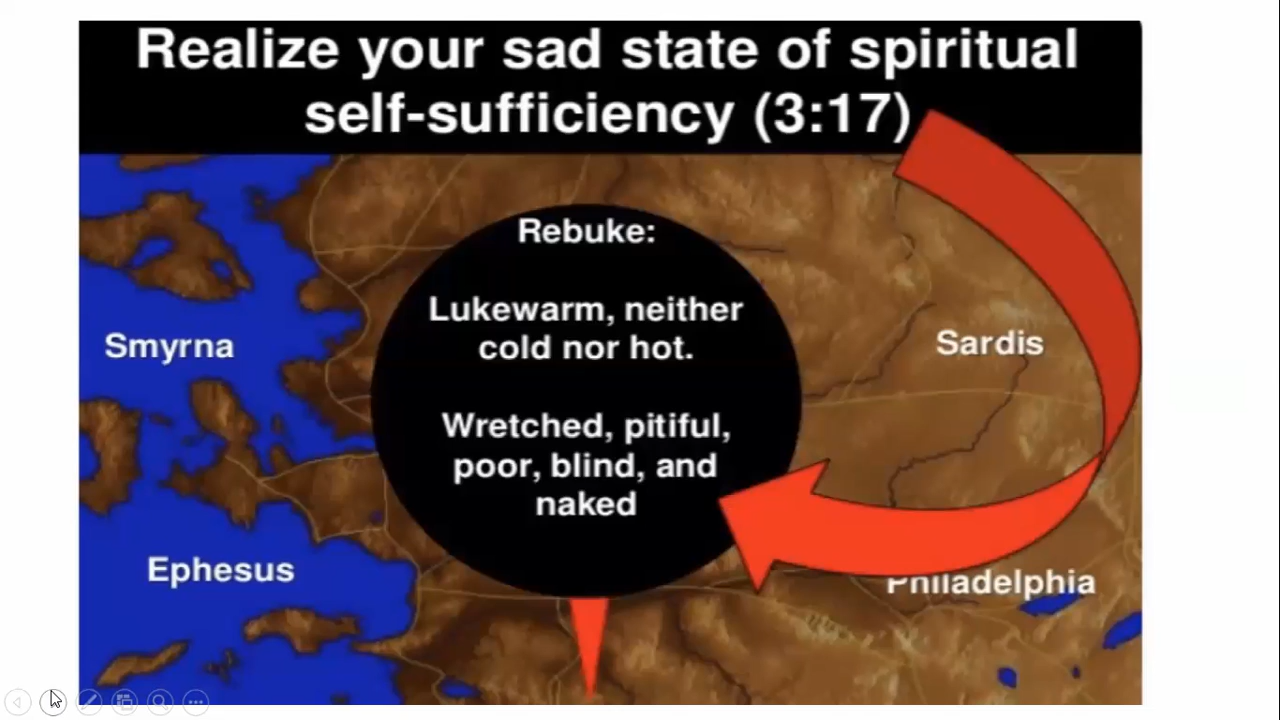 Realize your sad state of spiritual
self-sufficiency (3:17)
Rebuke:
Lukewarm, neither
cold nor hot.
Wretched, pitiful,
poor, blind, and
naked
Smyrna
Sardis
Ephesus
Philadelphia